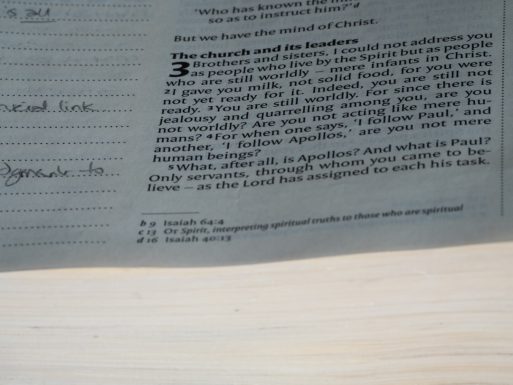 'Who has known the
so as to instruct him?'d
But we have the mind of Christ.
The church and its leaders
3 Brothers and sisters, I could not address you
as people who live by the Spirit but as people
who are still worldly – mere infants in Christ.
2 I gave you milk, not solid food, for you were
not yet ready for it. Indeed, you are still not
ready. 3 You are still worldly. For since there is
jealousy and quarrelling among you, are you
not worldly? Are you not acting like mere hu-
mans? 4 For when one says, 'I follow Paul,' and
another, 'I follow Apollos,' are you not mere
human beings?
5 What, after all, is Apollos? And what is Paul?
Only servants, through whom you came to be-
lieve – as the Lord has assigned to each his task.
b 9 Isaiah 64:4
c 13 Or Spirit, interpreting spiritual truths to those who are spiritual
d 16 Isaiah 40:13
link
to